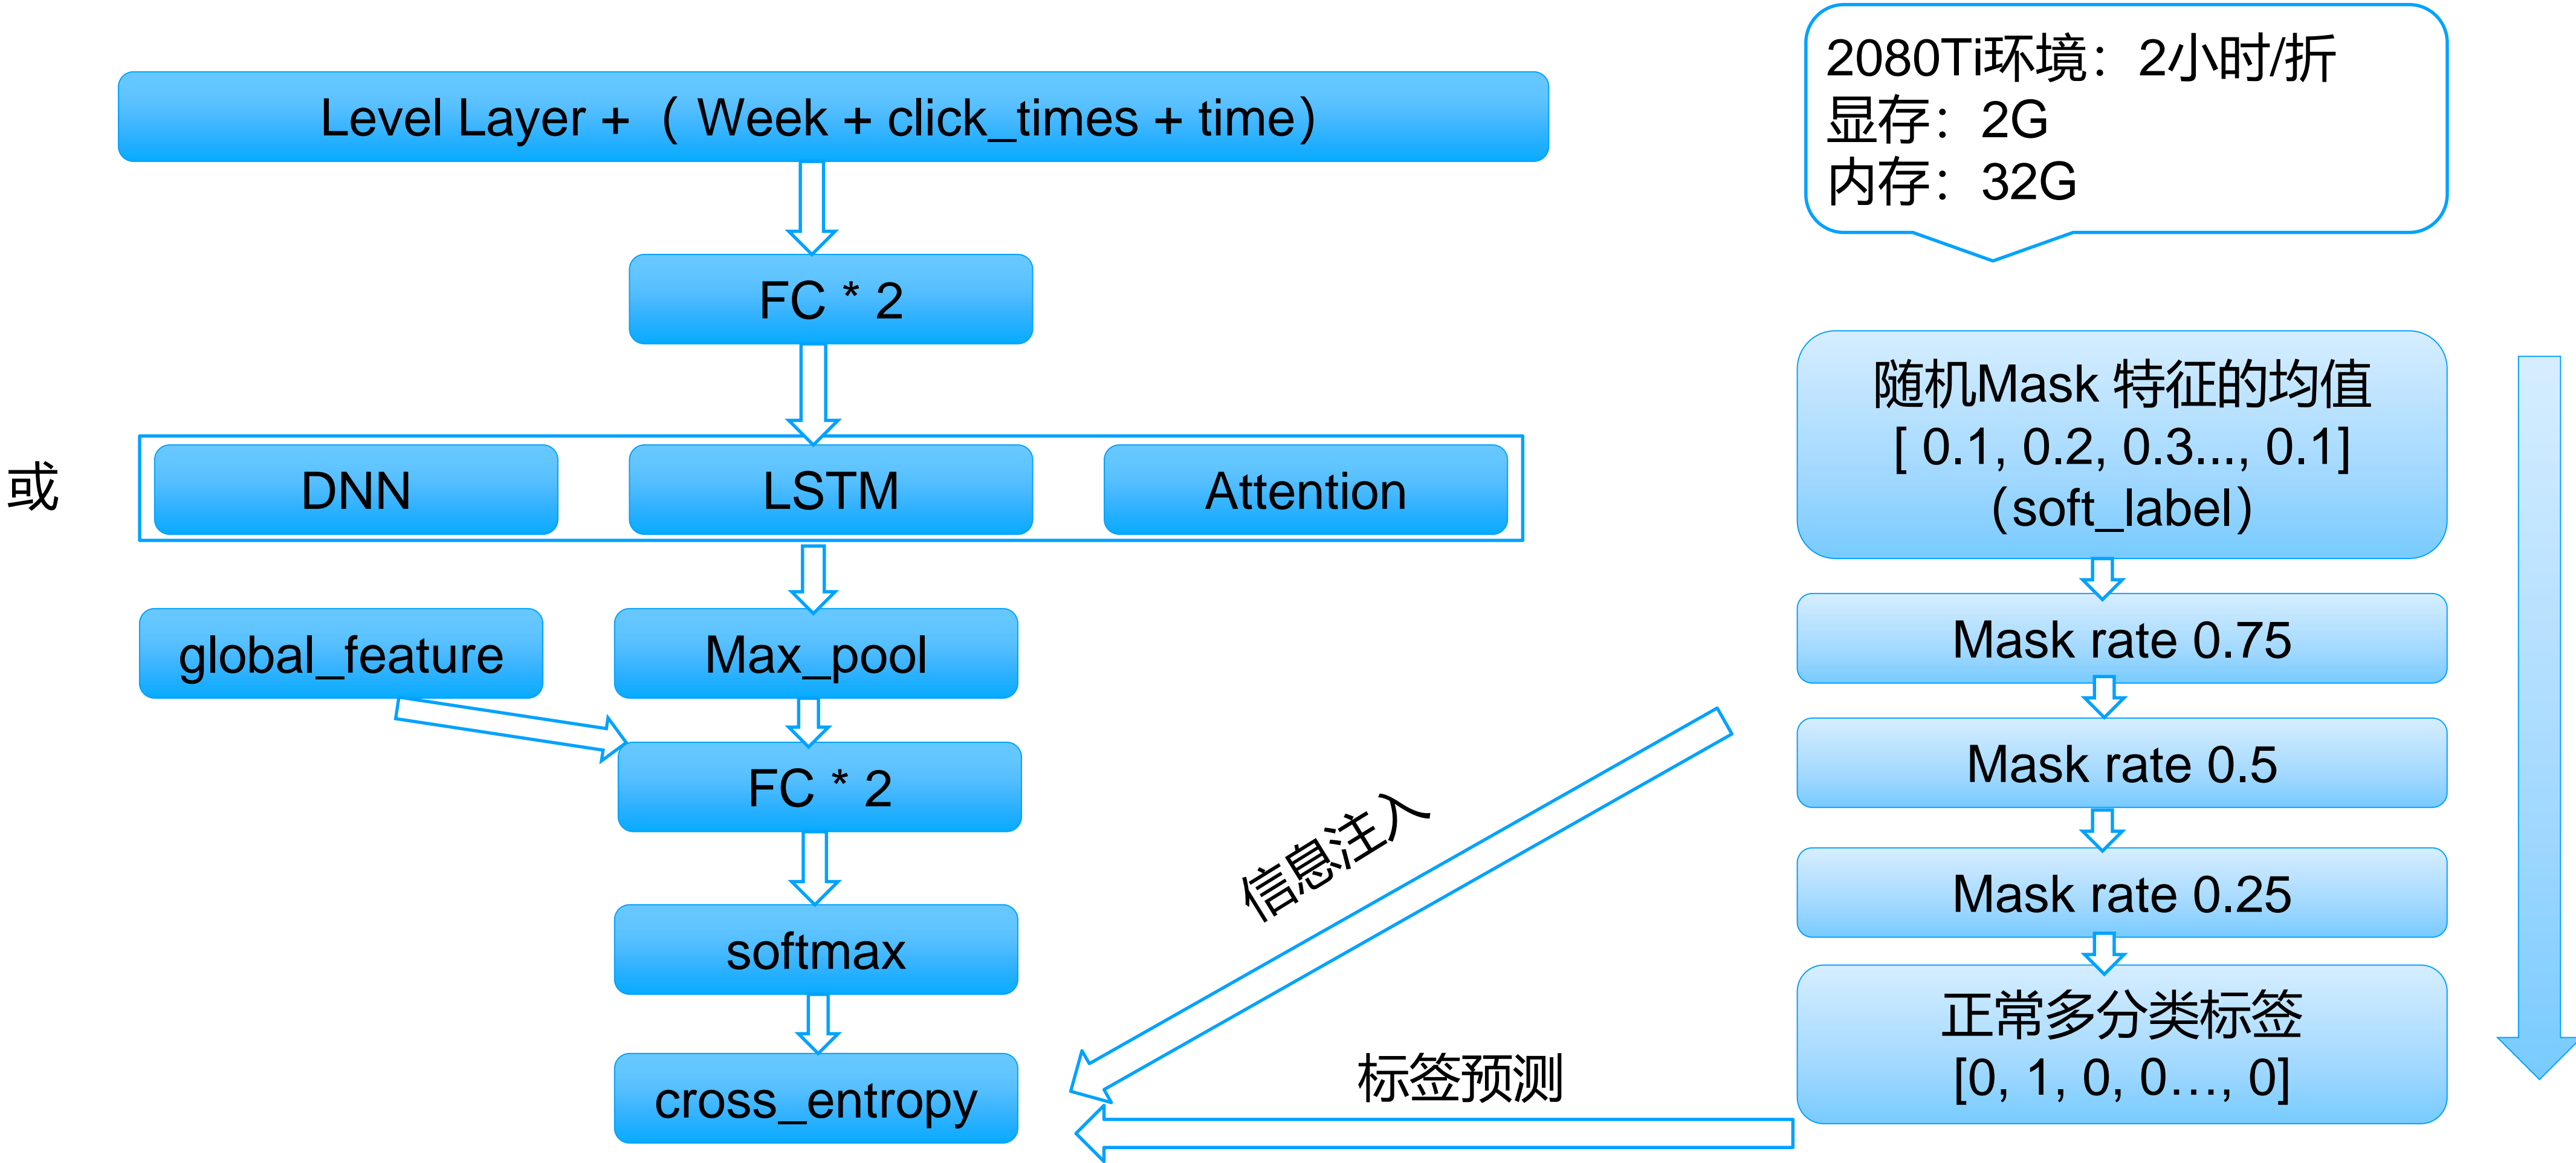 Level Layer +（ Week + click_times + time）
FC * 2
或
DNN
LSTM
Attention
global_feature
Max_pool
FC * 2
softmax
cross_entropy
信息注入
标签预测
2080Ti环境：2小时/折
显存：2G
内存：32G
随机Mask 特征的均值
[ 0.1, 0.2, 0.3..., 0.1]
（soft_label）
Mask rate 0.75
Mask rate 0.5
Mask rate 0.25
正常多分类标签
[0, 1, 0, 0…, 0]